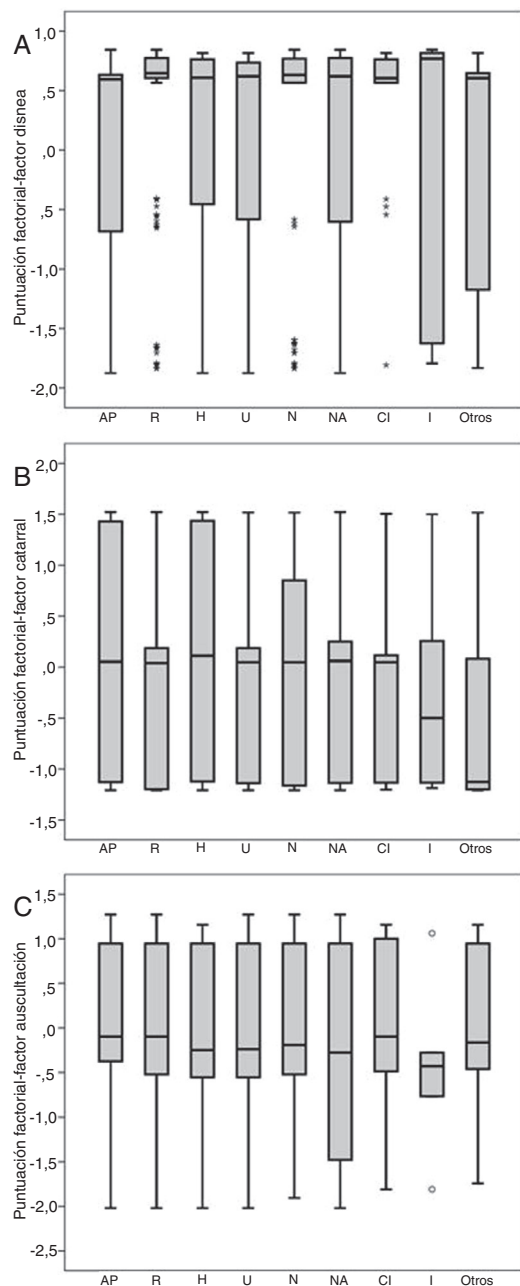 A
Puntuación factorial-factor disnea
1,0
,5
,0
,5
-1,0
-1,5
-2,0
AP R H U N NA CI I Otros
B
Puntuación factorial-factor catarral
2,0
1,5
1,0
,5
,0
-,5
-1,0
-1,5
AP R H U N NA CI I Otros
C
Puntuación factorial-factor auscultación
1,5
1,0
,5
,0
-,5
-1,0
-1,5
-2,0
-2,5
AP R H U N NA CI I Otros